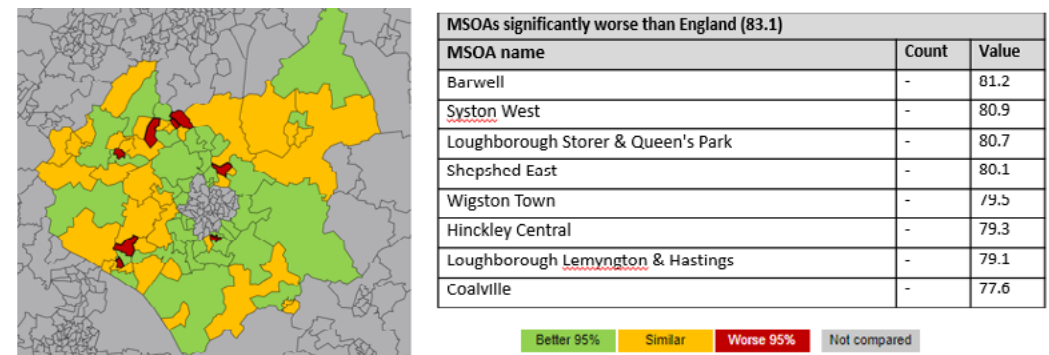 MSOAs significantly worse than England (83.1)
MSOA name Count Value
Barwell - 81.2
Syston West - 80.9
Loughborough Storer & Queen's Park - 80.7
Shepshed East - 80.1
Wigston Town - 79.5
Hinckley Central - 79.3
Loughborough Lemyngton & Hastings - 79.1
Coalville - 77.6
Better 95% Similar Worse 95% Not compared